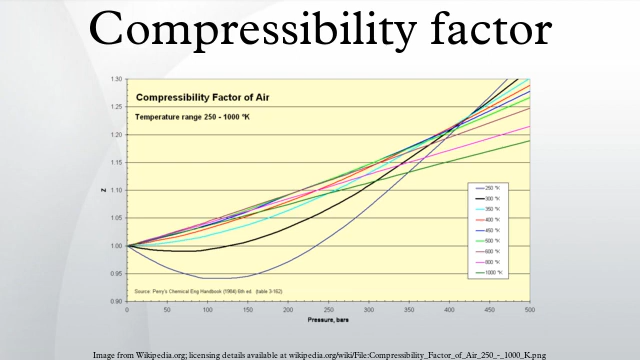 Compressibility factor
1.30
Compressibility Factor of Air
1.25
Temperature range 250 - 1000 °K
1.20
1.15
Z
1.10
250 °K
300 °K
350 °K
400 °K
1.05
450 °K
500 °K
600 °K
1.00
800 °K
1000 °K
0.95
Source: Perry's Chemical Eng Handbook (1984) 6th ed. (table 3-162)
0.90
0 50 100 150 200 250 300 350 400 450 500
Pressure, bars
Image from Wikipedia.org; licensing details available at wikipedia.org/wiki/File:Compressibility_Factor_of_Air_250_-_1000_K.png